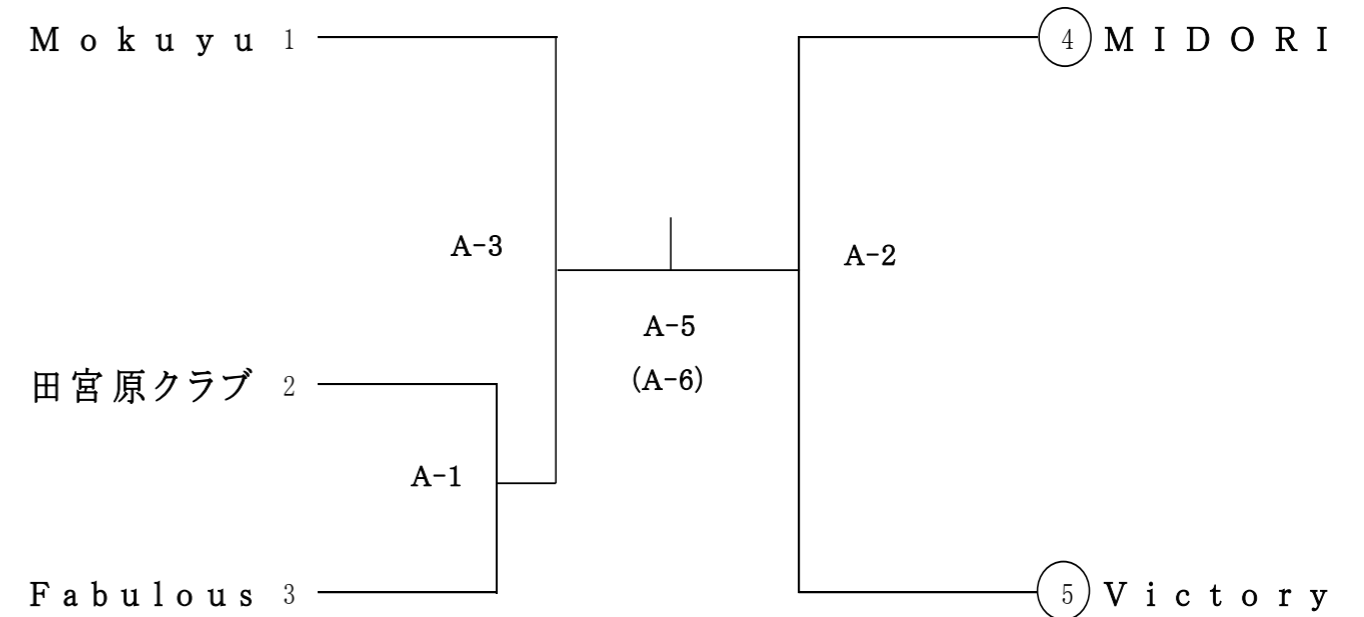 Mokuyu 1
④ MIDORI
A-3
A-2
A-5
(A-6)
田宮原クラブ 2
A-1
Fabulous 3
⑤ Victory